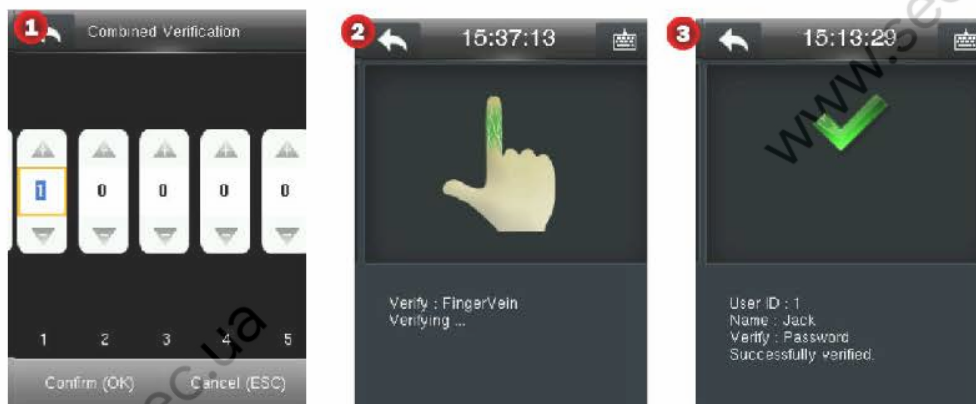 1
Combined Verification
1 0 0 0 0
1 2 3 4 5
Confirm (OK) Cancel (ESC)
2
15:37:13
Verify : FingerVein
Verifying ...
3
15:13:29
User ID : 1
Name : Jack
Verify : Password
Successfully verified.